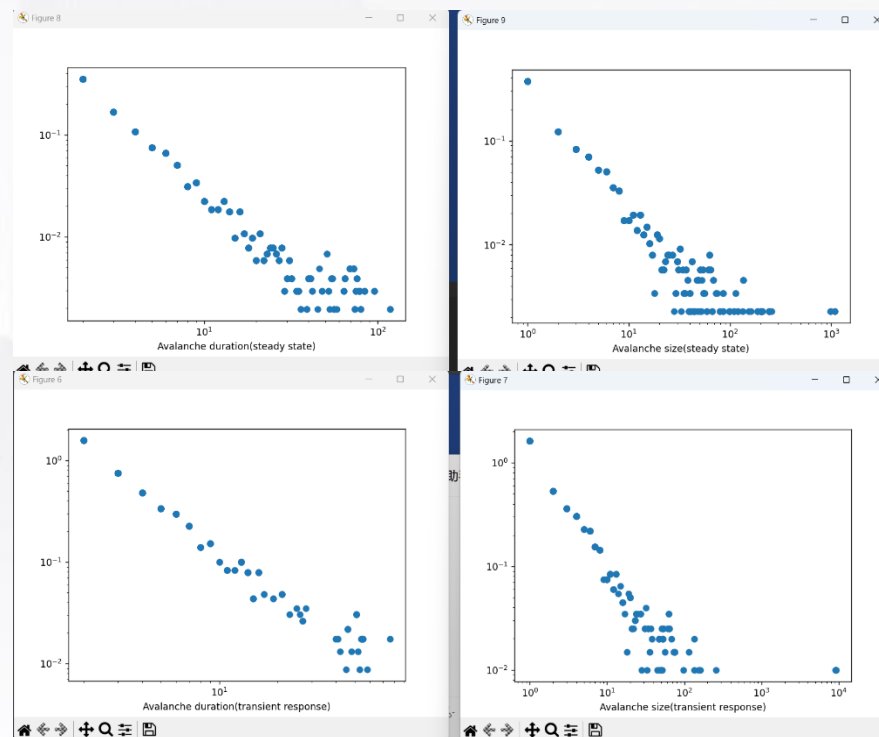 Figure 8
10⁻¹
10⁻²
10¹
10²
Avalanche duration(steady state)
Figure 9
10⁻¹
10⁻²
10⁰
10¹
10²
10³
Avalanche size(steady state)
Figure 6
10⁰
10⁻¹
10⁻²
10¹
Avalanche duration(transient response)
助
Figure 7
10⁰
10⁻¹
10⁻²
10⁰
10¹
10²
10³
10⁴
Avalanche size(transient response)